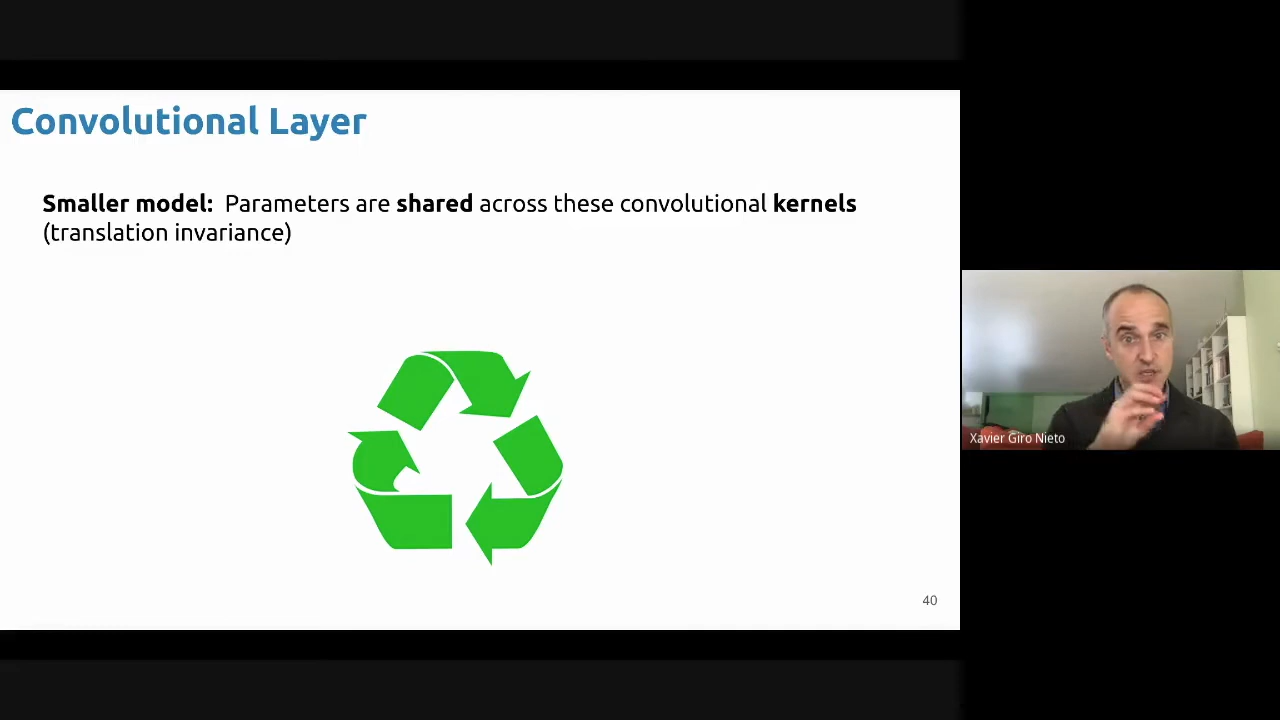 Convolutional Layer
Smaller model: Parameters are shared across these convolutional kernels
(translation invariance)
Xavier Giro Nieto
40